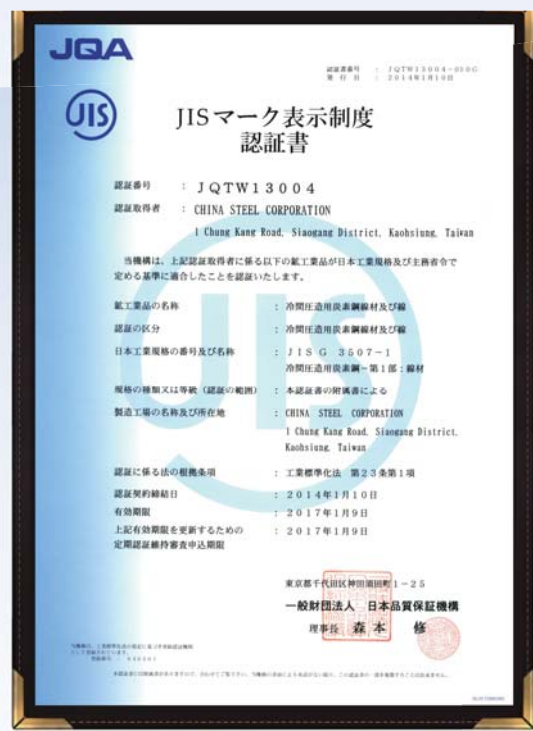 JQA
認証書番号 : JQTW13004-000G
発 行 日 : 2014年1月10日
JIS
JISマーク表示制度
認証書
認証番号 : JQTW13004
認証取得者 : CHINA STEEL CORPORATION
1 Chung Kang Road, Siaogang District, Kaohsiung, Taiwan
当機構は、上記認証取得者に係る以下の鉱工業品が日本工業規格及び主務省令で
定める基準に適合したことを認証いたします。
鉱工業品の名称 : 冷間圧造用炭素鋼線材及び線
認証の区分 : 冷間圧造用炭素鋼線材及び線
日本工業規格の番号及び名称 : JIS G 3507-1
冷間圧造用炭素鋼-第1部:線材
規格の種類又は等級(認証の範囲) : 本認証書の附属書による
製造工場の名称及び所在地 : CHINA STEEL CORPORATION
1 Chung Kang Road, Siaogang District,
Kaohsiung, Taiwan
認証に係る法の根拠条項 : 工業標準化法 第23条第1項
認証契約締結日 : 2014年1月10日
有効期限 : 2017年1月9日
上記有効期限を更新するための : 2017年1月9日
定期認証維持審査申込期限
東京都千代田区神田須田町1-25
一般財団法人 日本品質保証機構
理事長 森本 修